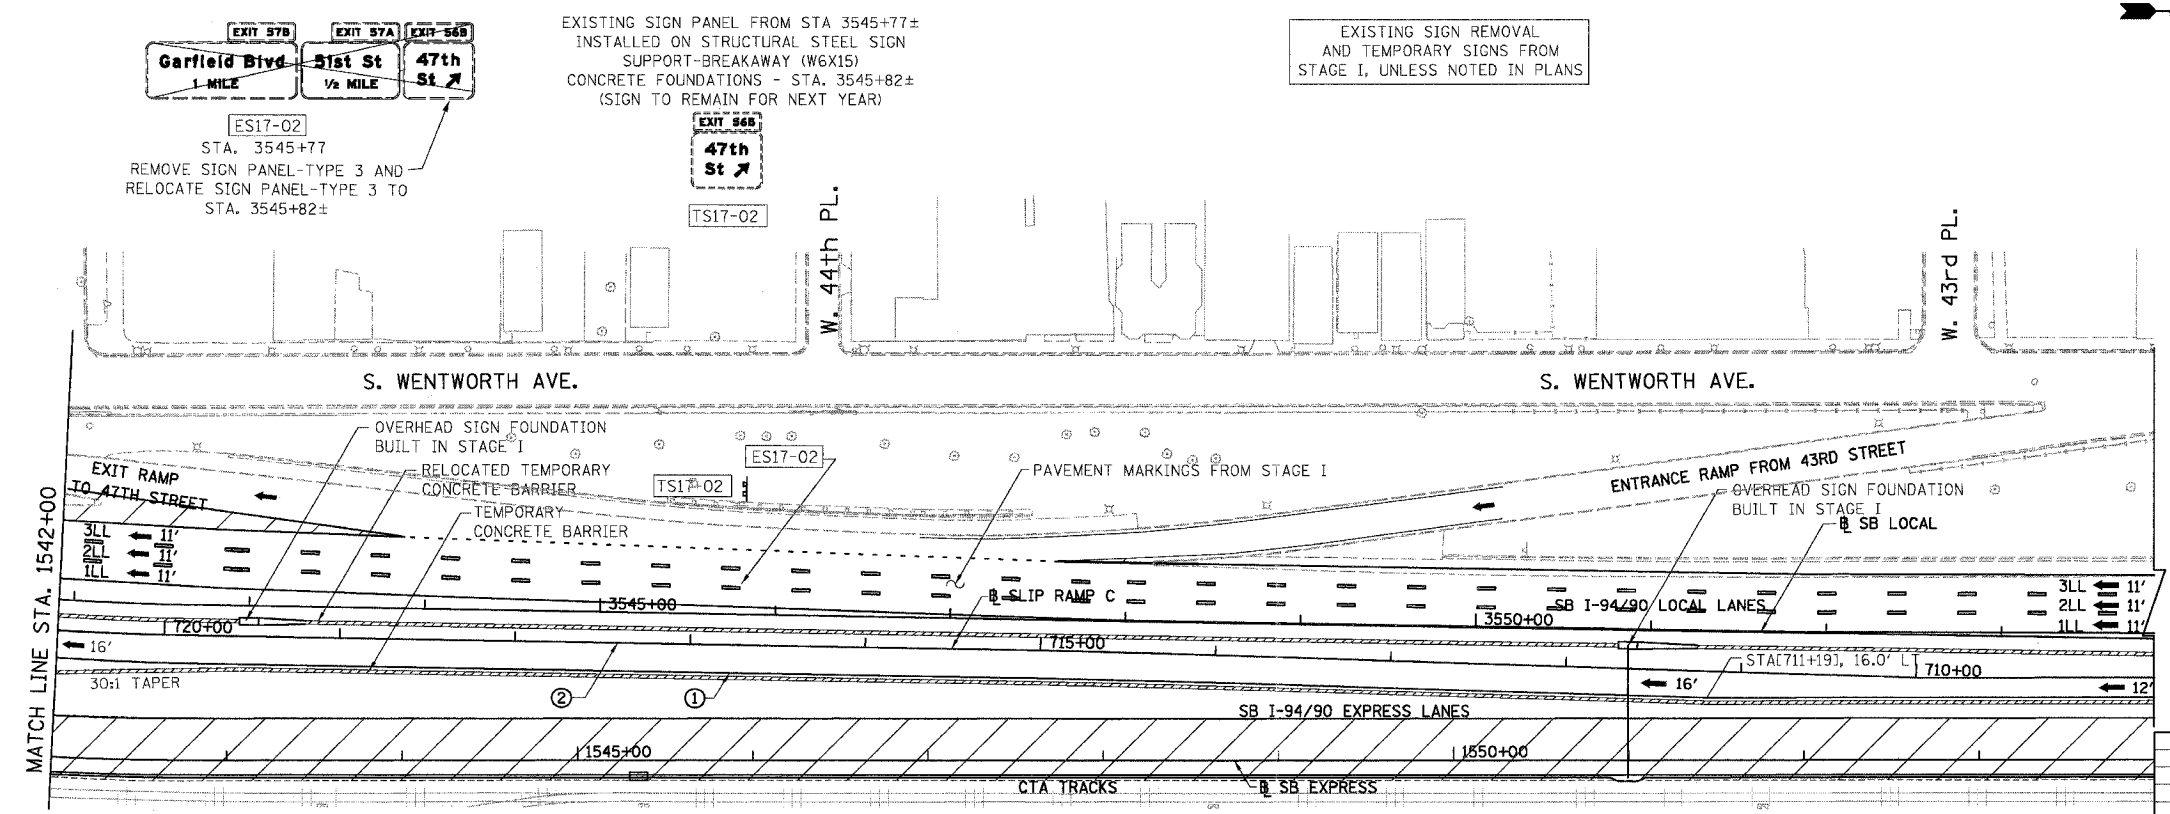 EXIT 57B
EXIT 57A
EXIT 56B
Garfield Blvd
1 MILE
51st St
1/2 MILE
47th
St
ES17-02
STA. 3545+77
REMOVE SIGN PANEL-TYPE 3 AND
RELOCATE SIGN PANEL-TYPE 3 TO
STA. 3545+82±
EXISTING SIGN PANEL FROM STA 3545+77±
INSTALLED ON STRUCTURAL STEEL SIGN
SUPPORT-BREAKAWAY (W6X15)
CONCRETE FOUNDATIONS - STA. 3545+82±
(SIGN TO REMAIN FOR NEXT YEAR)
EXIT 56B
47th
St
TS17-02
EXISTING SIGN REMOVAL
AND TEMPORARY SIGNS FROM
STAGE I, UNLESS NOTED IN PLANS
W. 44th PL.
W. 43rd PL.
S. WENTWORTH AVE.
S. WENTWORTH AVE.
OVERHEAD SIGN FOUNDATION
BUILT IN STAGE I
RELOCATED TEMPORARY
CONCRETE BARRIER
TEMPORARY
CONCRETE BARRIER
ES17-02
TS17-02
PAVEMENT MARKINGS FROM STAGE I
EXIT RAMP
TO 47TH STREET
ENTRANCE RAMP FROM 43RD STREET
OVERHEAD SIGN FOUNDATION
BUILT IN STAGE I
℄ SB LOCAL
3LL 11'
2LL 11'
1LL 11'
3LL 11'
2LL 11'
1LL 11'
℄ SLIP RAMP C
SB I-94/90 LOCAL LANES
3545+00
3550+00
720+00
715+00
710+00
16'
30:1 TAPER
STA[711+19], 16.0' LT
16'
12'
②
①
SB I-94/90 EXPRESS LANES
1545+00
1550+00
CTA TRACKS
℄ SB EXPRESS
MATCH LINE STA. 1542+00